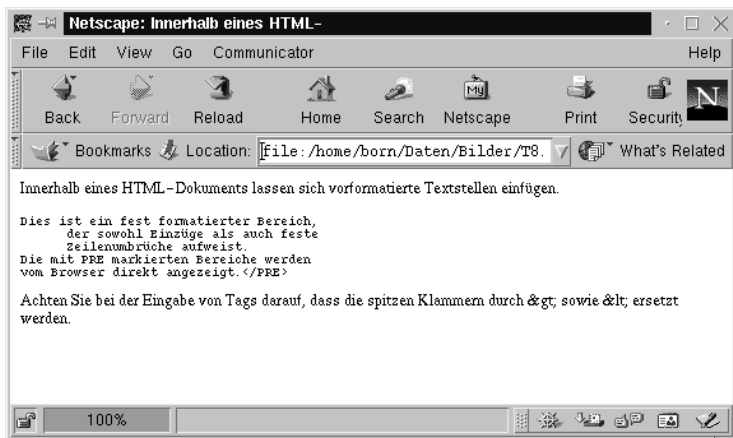 Netscape: Innerhalb eines HTML-
File Edit View Go Communicator Help
Back Forward Reload Home Search Netscape Print Security
My
N
Bookmarks Location: file:/home/born/Daten/Bilder/T8. What's Related
Innerhalb eines HTML-Dokuments lassen sich vorformatierte Textstellen einfügen.
Dies ist ein fest formatierter Bereich,
der sowohl Einzüge als auch feste
Zeilenumbrüche aufweist.
Die mit PRE markierten Bereiche werden
vom Browser direkt angezeigt.</PRE>
Achten Sie bei der Eingabe von Tags darauf, dass die spitzen Klammern durch &gt; sowie &lt; ersetzt
werden.
100%